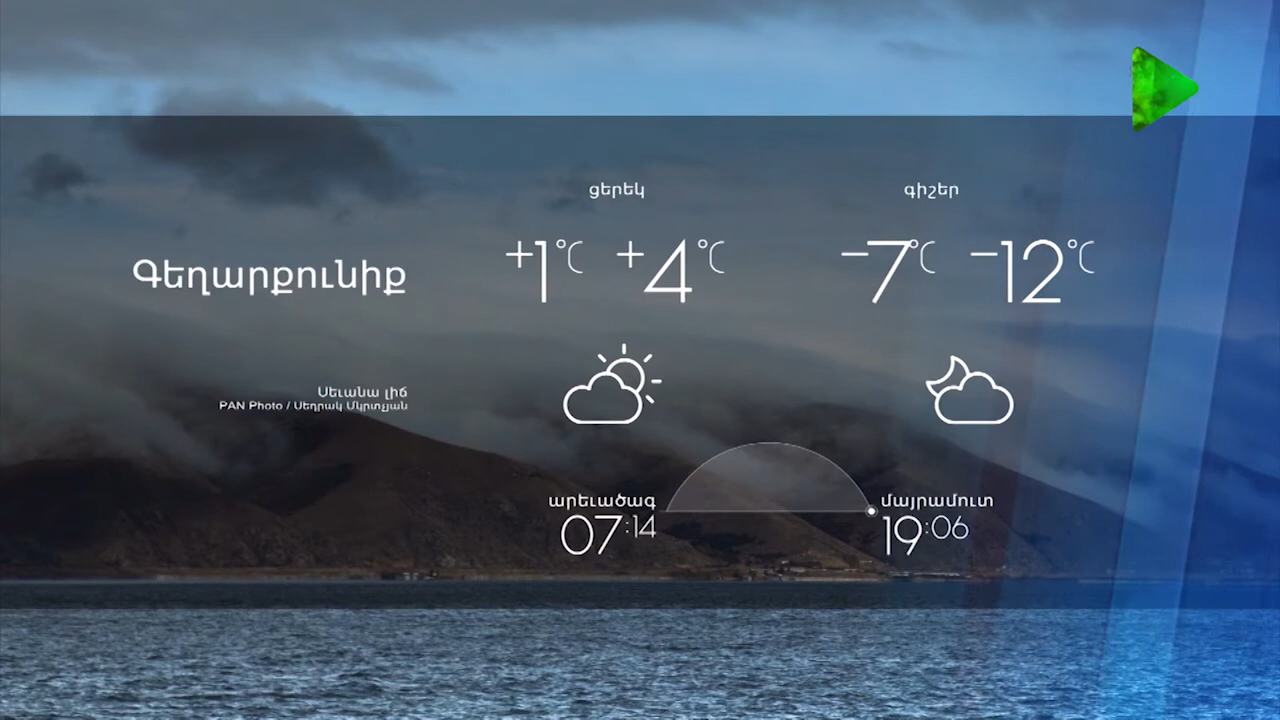 ցերեկ
գիշեր
Գեղարքունիք
+1°C +4°C
−7°C −12°C
Սեւանա լիճ
PAN Photo / Սեդրակ Մկրտչյան
արեւածագ
07:14
մայրամուտ
19:06